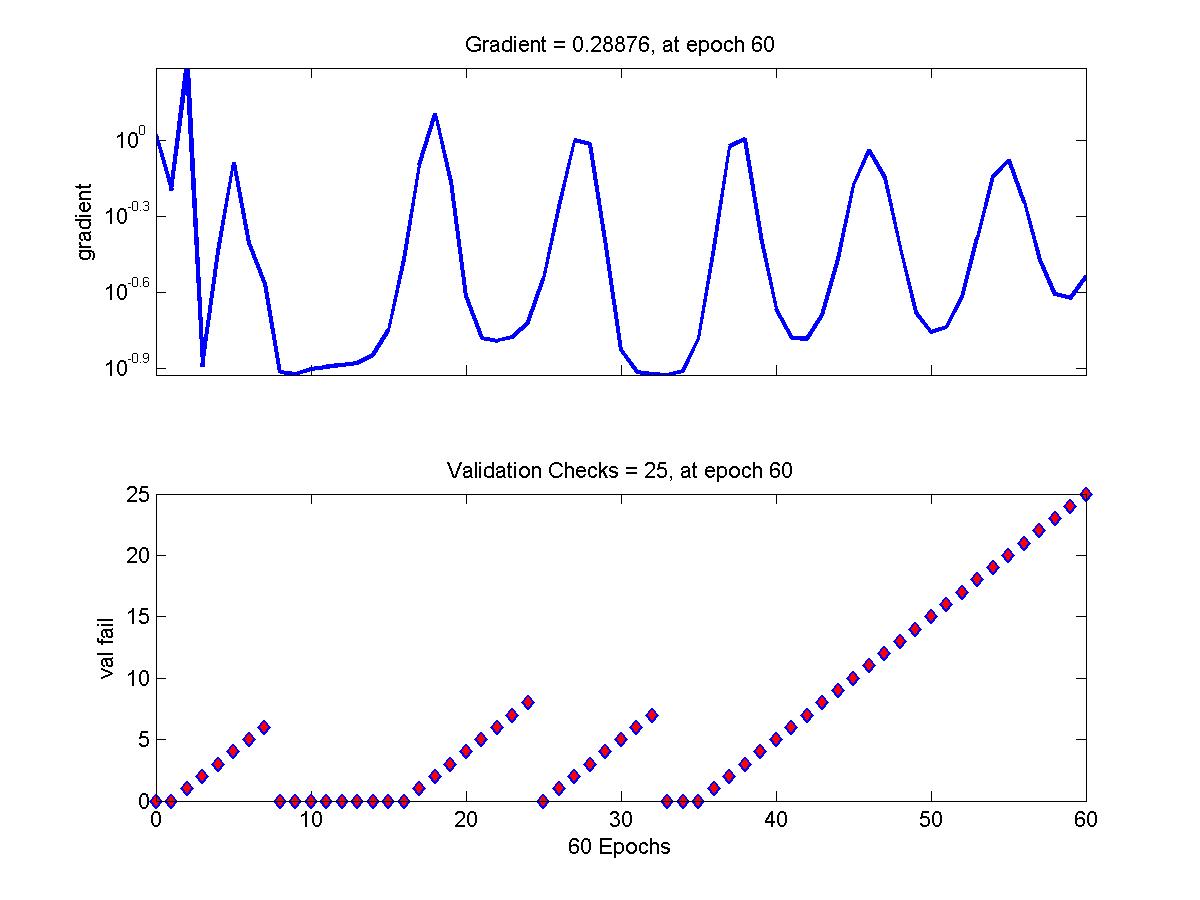 Gradient = 0.28876, at epoch 60
10^0
10^-0.3
10^-0.6
10^-0.9
gradient
Validation Checks = 25, at epoch 60
25
20
15
10
5
0
val fail
0 10 20 30 40 50 60
60 Epochs